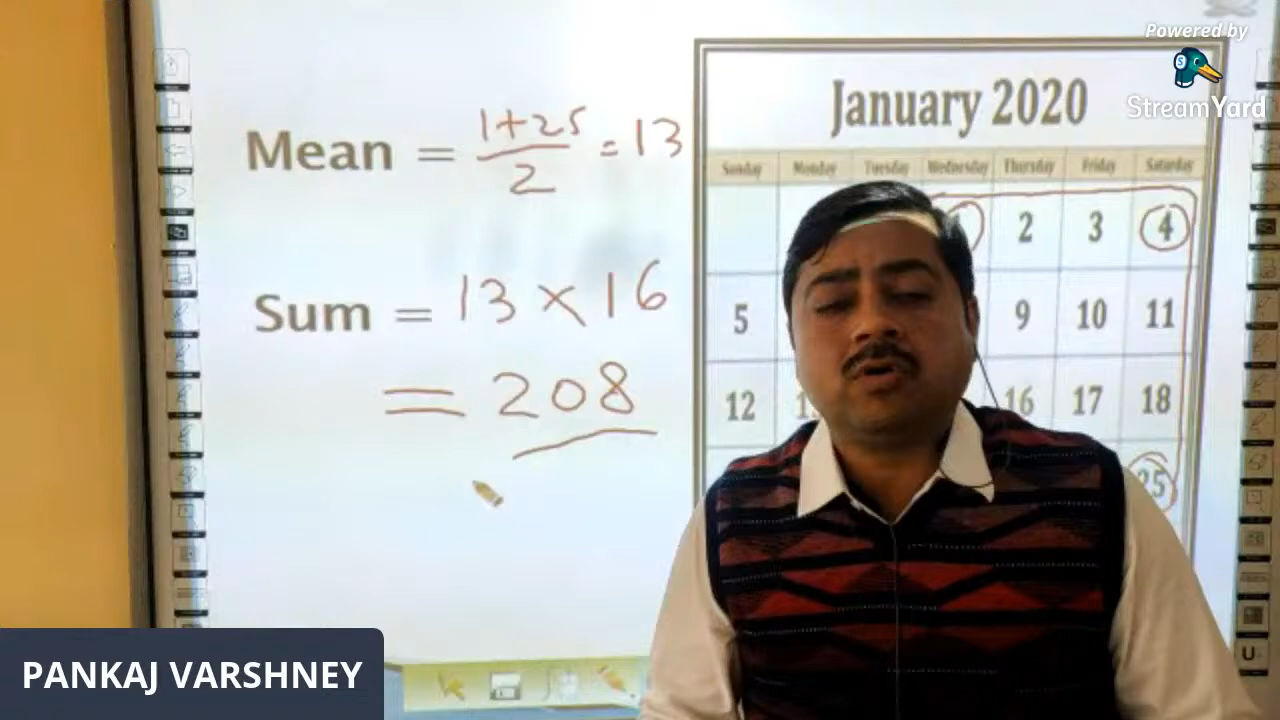 Powered by
StreamYard
January 2020
Sunday Monday Tuesday Wednesday Thursday Friday Saturday
2 3 4
5 9 10 11
12 16 17 18
25
Mean = 1+25/2 = 13
Sum = 13 × 16
= 208
U
PANKAJ VARSHNEY